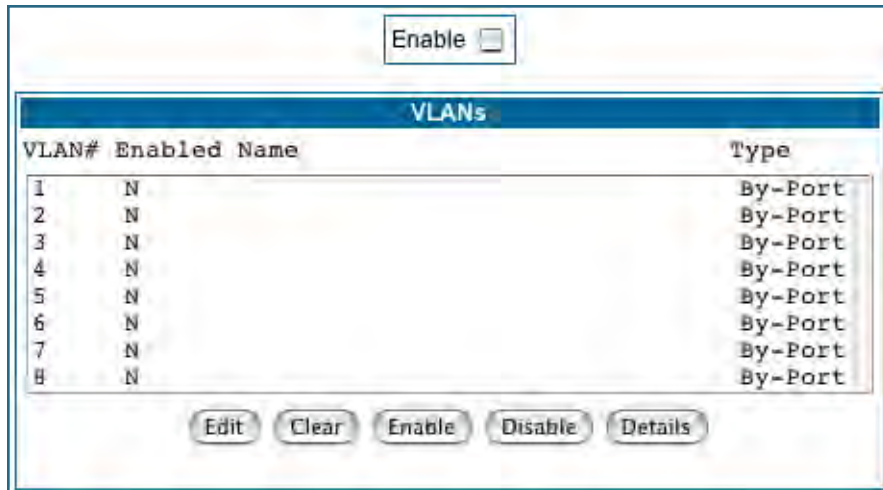 Enable
VLANs
VLAN# Enabled Name Type
1 N By-Port
2 N By-Port
3 N By-Port
4 N By-Port
5 N By-Port
6 N By-Port
7 N By-Port
8 N By-Port
Edit Clear Enable Disable Details